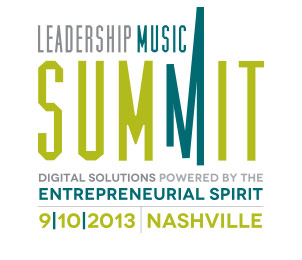 LEADERSHIP MUSIC
SUMMIT
DIGITAL SOLUTIONS POWERED BY THE
ENTREPRENEURIAL SPIRIT
9|10|2013 | NASHVILLE